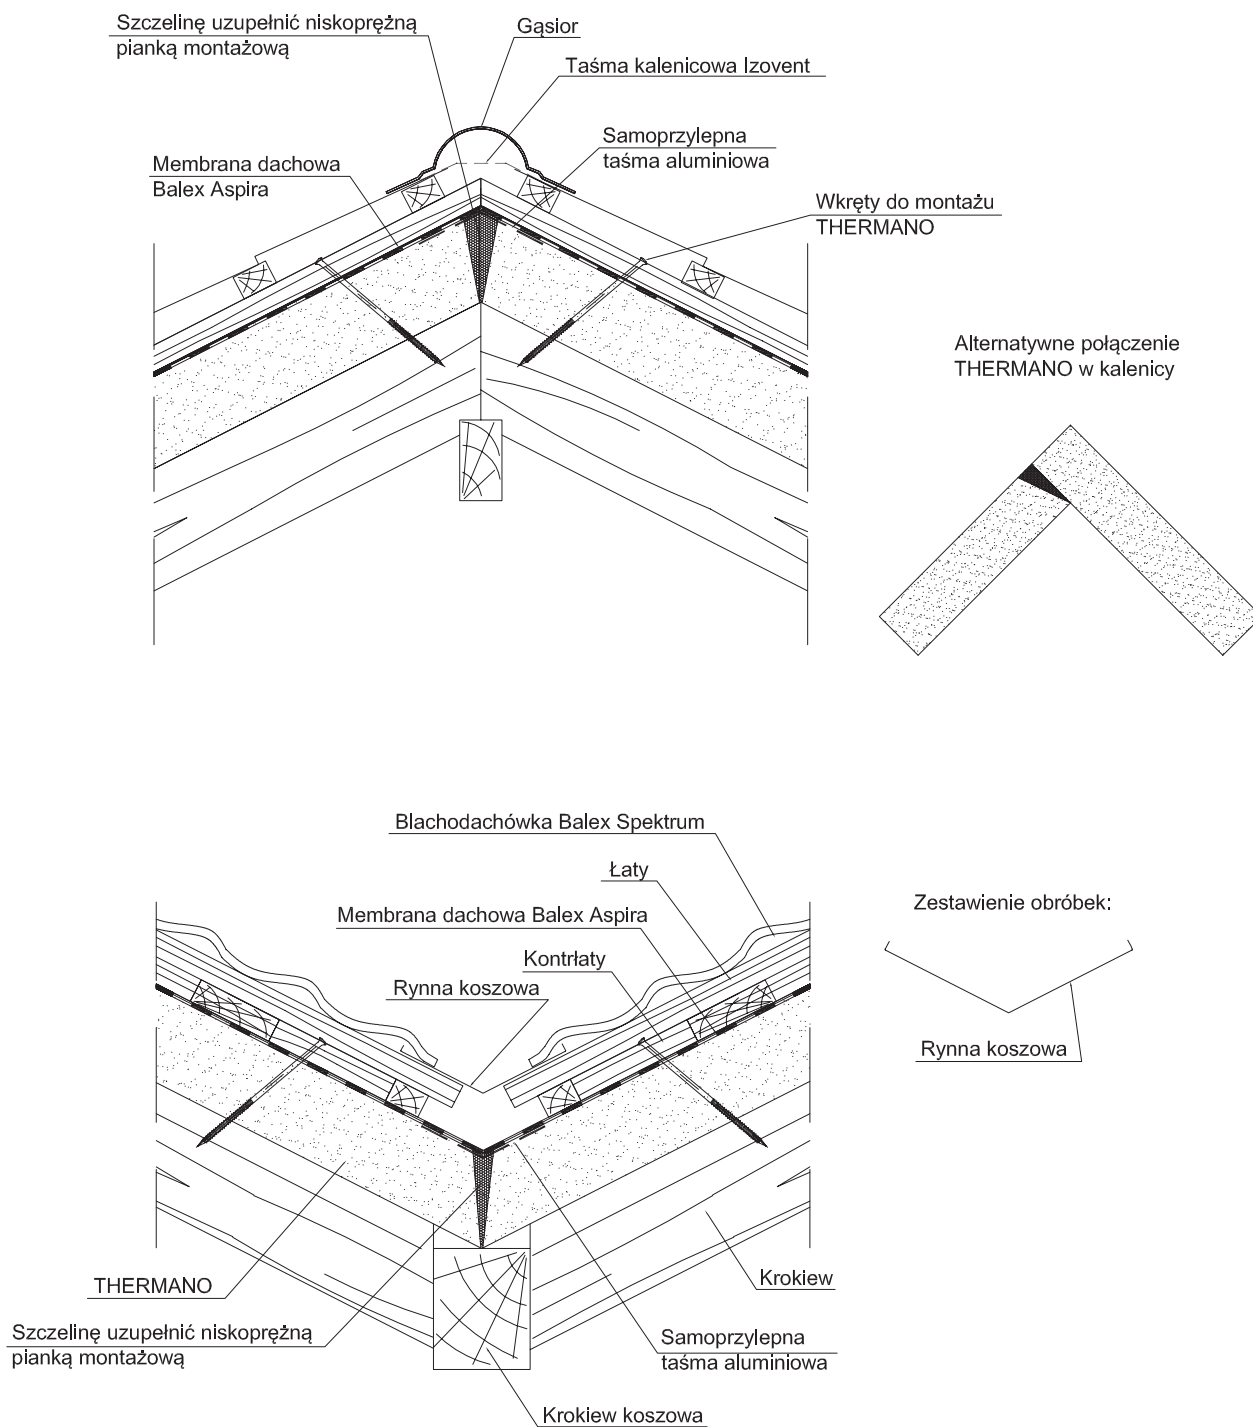 Szczelinę uzupełnić niskoprężną
pianką montażową
Gąsior
Taśma kalenicowa Izovent
Samoprzylepna
taśma aluminiowa
Membrana dachowa
Balex Aspira
Wkręty do montażu
THERMANO
Alternatywne połączenie
THERMANO w kalenicy
Blachodachówka Balex Spektrum
Łaty
Membrana dachowa Balex Aspira
Kontrłaty
Rynna koszowa
Zestawienie obróbek:
Rynna koszowa
THERMANO
Krokiew
Szczelinę uzupełnić niskoprężną
pianką montażową
Samoprzylepna
taśma aluminiowa
Krokiew koszowa